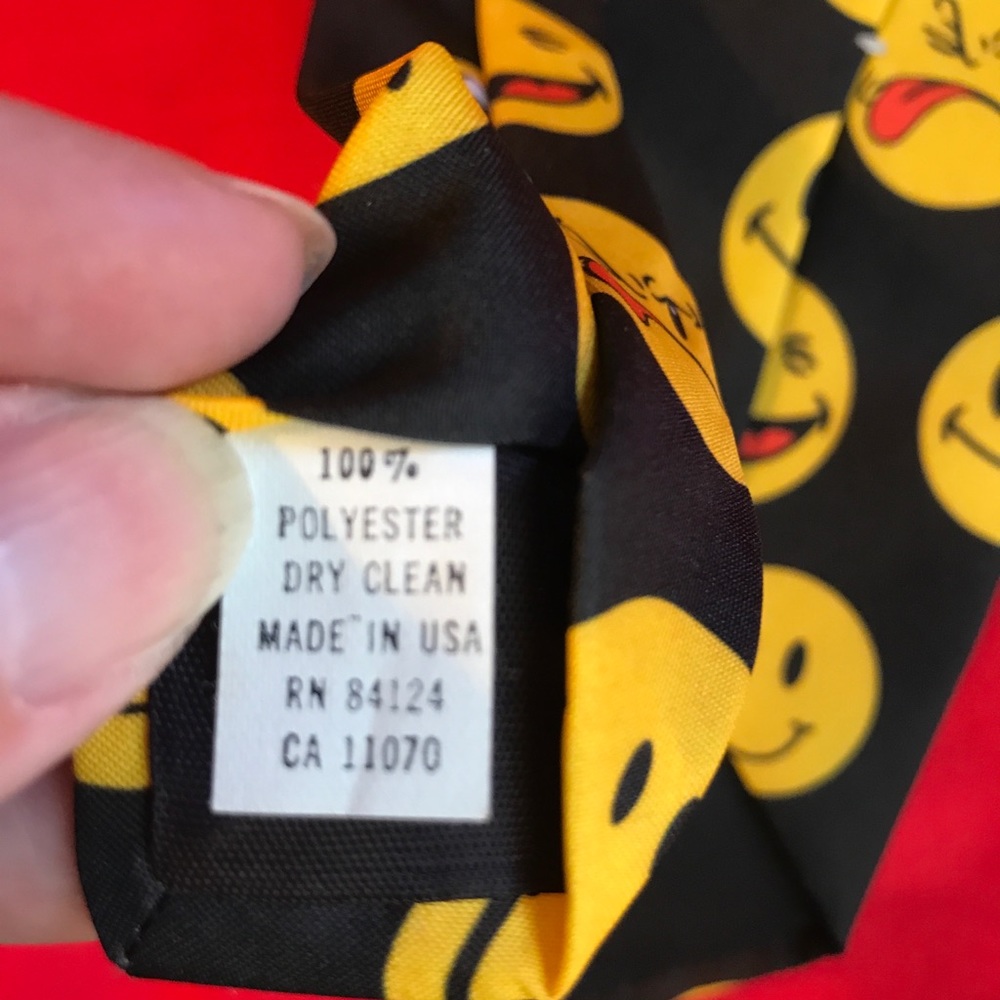 100%
POLYESTER
DRY CLEAN
MADE IN USA
RN 84124
CA 11070